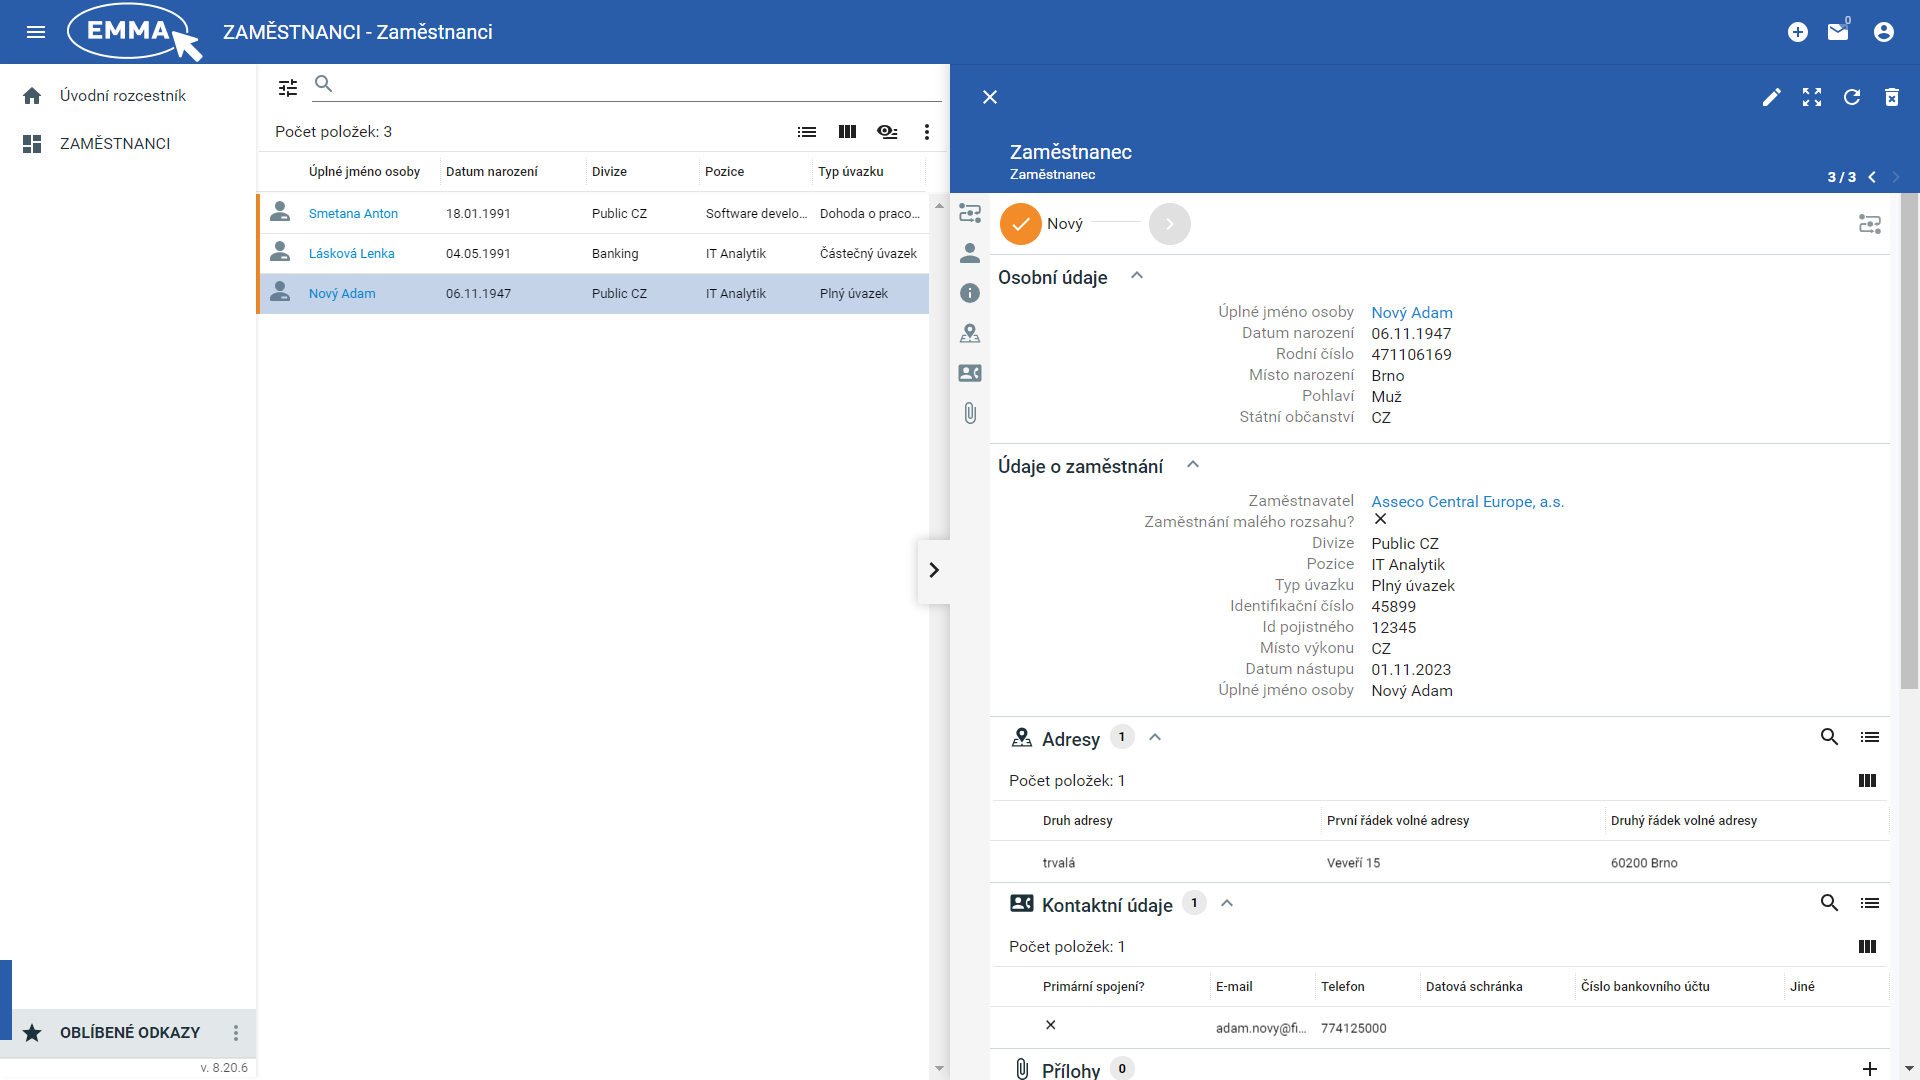 EMMA
ZAMĚSTNANCI - Zaměstnanci
0
Úvodní rozcestník
ZAMĚSTNANCI
OBLÍBENÉ ODKAZY
v. 8.20.6
Počet položek: 3
Úplné jméno osoby Datum narození Divize Pozice Typ úvazku
Smetana Anton 18.01.1991 Public CZ Software develo... Dohoda o praco...
Lásková Lenka 04.05.1991 Banking IT Analytik Částečný úvazek
Nový Adam 06.11.1947 Public CZ IT Analytik Plný úvazek
Zaměstnanec
Zaměstnanec
3 / 3
Nový
Osobní údaje
Úplné jméno osoby Nový Adam
Datum narození 06.11.1947
Rodní číslo 471106169
Místo narození Brno
Pohlaví Muž
Státní občanství CZ
Údaje o zaměstnání
Zaměstnavatel Asseco Central Europe, a.s.
Zaměstnání malého rozsahu?
Divize Public CZ
Pozice IT Analytik
Typ úvazku Plný úvazek
Identifikační číslo 45899
Id pojistného 12345
Místo výkonu CZ
Datum nástupu 01.11.2023
Úplné jméno osoby Nový Adam
Adresy 1
Počet položek: 1
Druh adresy První řádek volné adresy Druhý řádek volné adresy
trvalá Veveří 15 60200 Brno
Kontaktní údaje 1
Počet položek: 1
Primární spojení? E-mail Telefon Datová schránka Číslo bankovního účtu Jiné
adam.novy@fi... 774125000
Přílohy 0